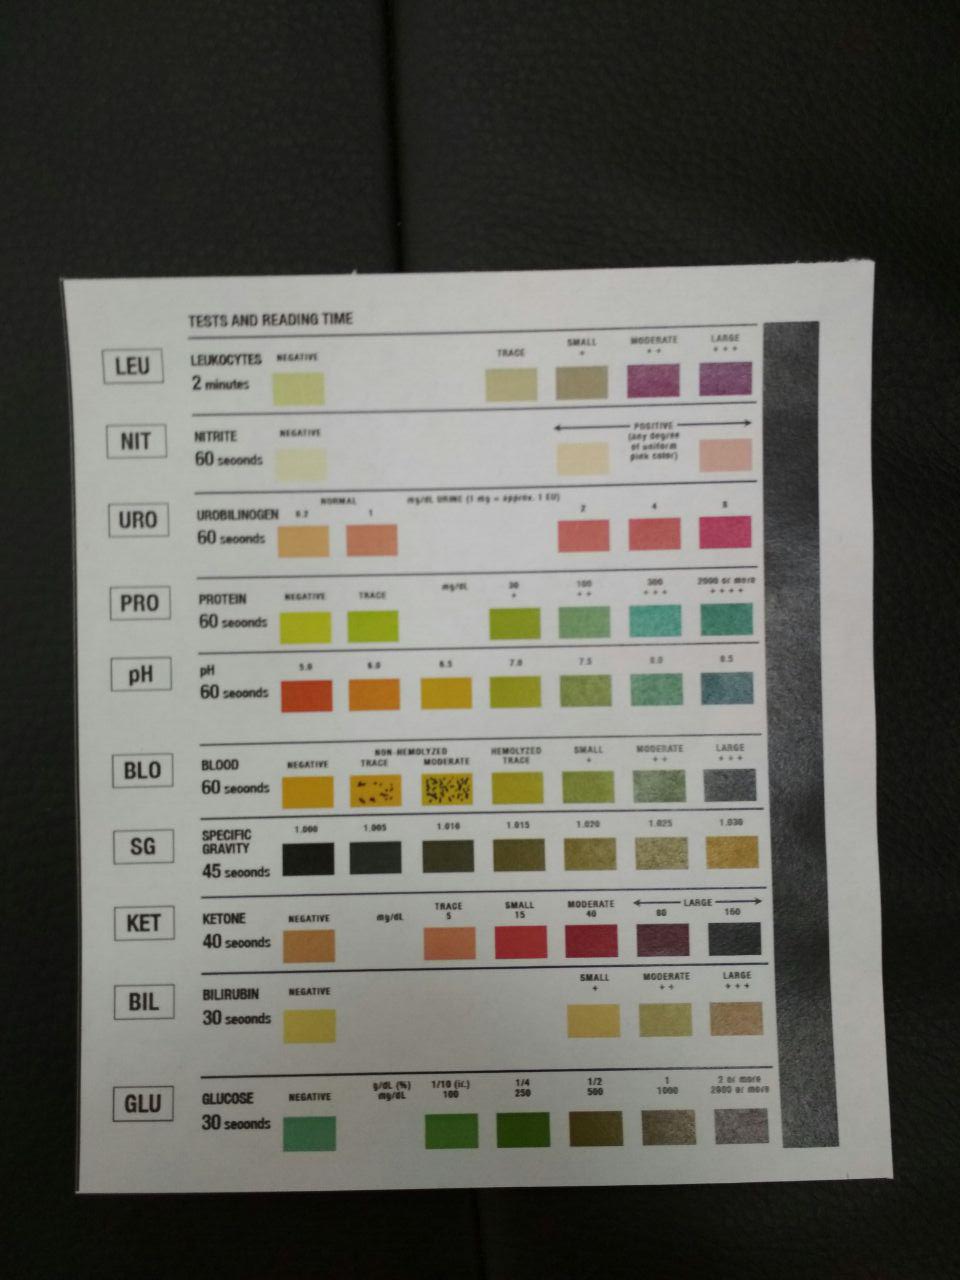 TESTS AND READING TIME
LEU
LEUKOCYTES
2 minutes
NEGATIVE
TRACE
SMALL
+
MODERATE
++
LARGE
+++
NIT
NITRITE
60 seconds
NEGATIVE
POSITIVE
(any degree
of uniform
pink color)
URO
UROBILINOGEN
60 seconds
NORMAL
0.2 1
mg/dL URINE (1 mg = approx. 1 EU)
2 4 8
PRO
PROTEIN
60 seconds
NEGATIVE
TRACE
mg/dL
30
+
100
++
300
+++
2000 or more
++++
pH
pH
60 seconds
5.0 6.0 6.5 7.0 7.5 8.0 8.5
BLO
BLOOD
60 seconds
NEGATIVE
NON-HEMOLYZED
TRACE MODERATE
HEMOLYZED
TRACE
SMALL
+
MODERATE
++
LARGE
+++
SG
SPECIFIC
GRAVITY
45 seconds
1.000 1.005 1.010 1.015 1.020 1.025 1.030
KET
KETONE
40 seconds
NEGATIVE
mg/dL
TRACE
5
SMALL
15
MODERATE
40
LARGE
80 160
BIL
BILIRUBIN
30 seconds
NEGATIVE
SMALL
+
MODERATE
++
LARGE
+++
GLU
GLUCOSE
30 seconds
NEGATIVE
g/dL (%)
mg/dL
1/10 (tr.)
100
1/4
250
1/2
500
1
1000
2 or more
2000 or more